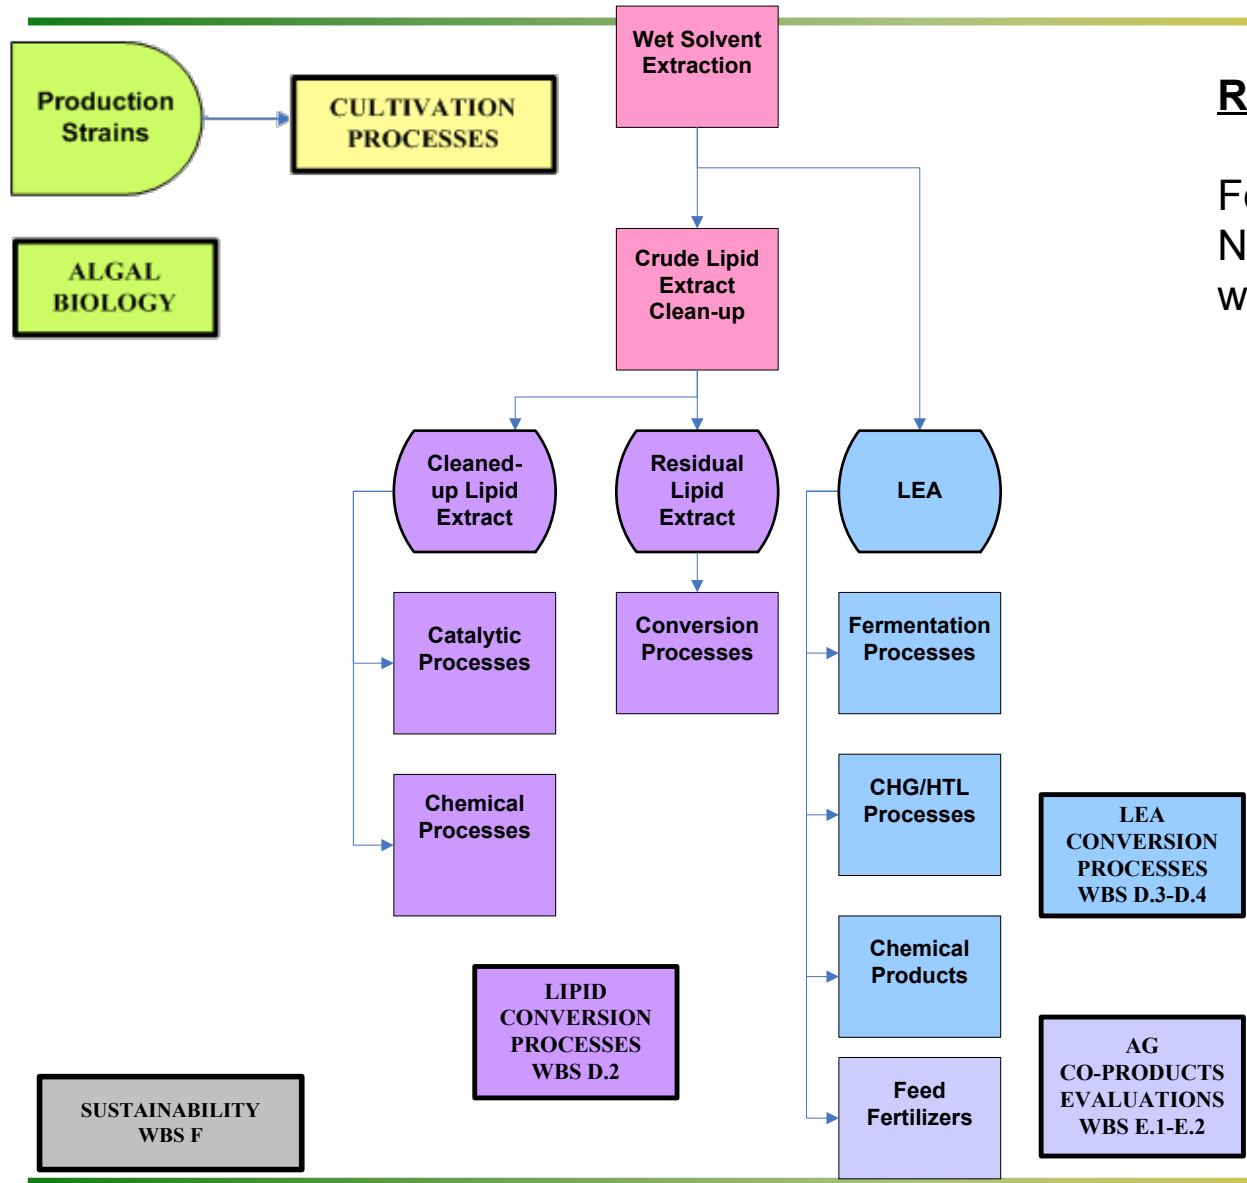 Wet Solvent
Extraction
Production
Strains
CULTIVATION
PROCESSES
ALGAL
BIOLOGY
Crude Lipid
Extract
Clean-up
Cleaned-
up Lipid
Extract
Residual
Lipid
Extract
LEA
Catalytic
Processes
Conversion
Processes
Fermentation
Processes
Chemical
Processes
CHG/HTL
Processes
LEA
CONVERSION
PROCESSES
WBS D.3-D.4
Chemical
Products
LIPID
CONVERSION
PROCESSES
WBS D.2
AG
CO-PRODUCTS
EVALUATIONS
WBS E.1-E.2
Feed
Fertilizers
SUSTAINABILITY
WBS F